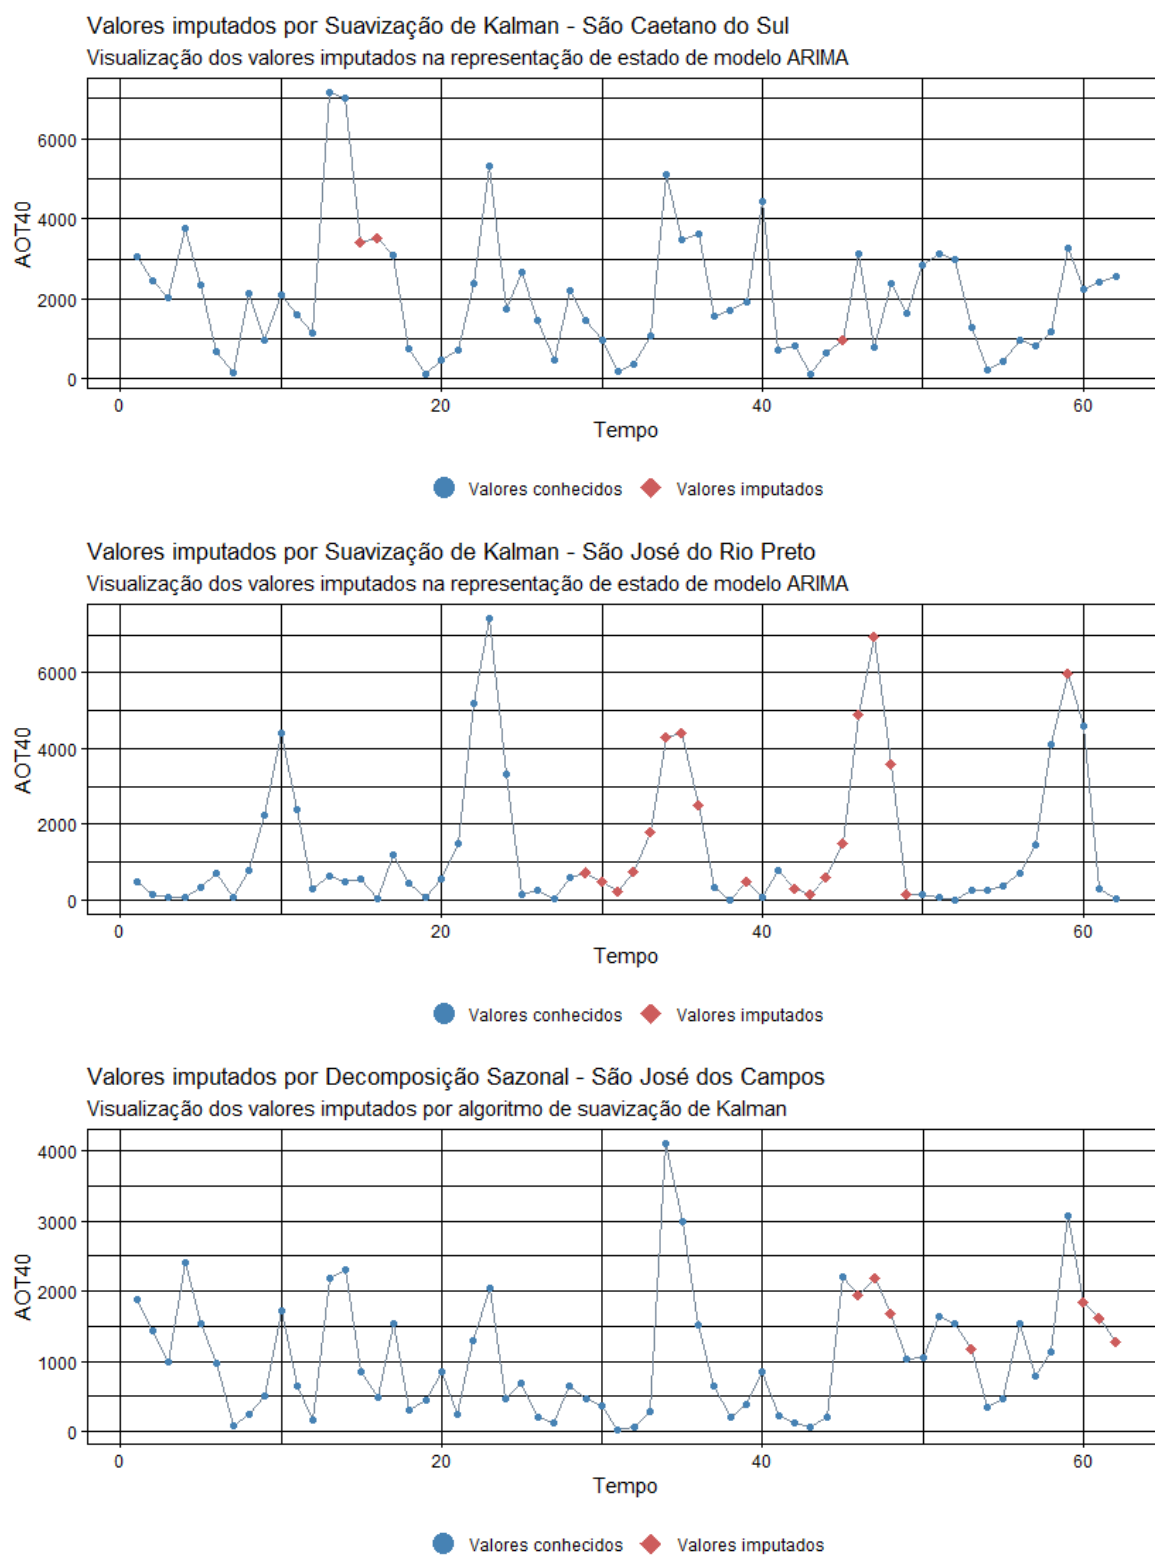 Valores imputados por Suavização de Kalman - São Caetano do Sul
Visualização dos valores imputados na representação de estado de modelo ARIMA
AOT40
6000
4000
2000
0
0 20 40 60
Tempo
Valores conhecidos Valores imputados
Valores imputados por Suavização de Kalman - São José do Rio Preto
Visualização dos valores imputados na representação de estado de modelo ARIMA
AOT40
6000
4000
2000
0
0 20 40 60
Tempo
Valores conhecidos Valores imputados
Valores imputados por Decomposição Sazonal - São José dos Campos
Visualização dos valores imputados por algoritmo de suavização de Kalman
AOT40
4000
3000
2000
1000
0
0 20 40 60
Tempo
Valores conhecidos Valores imputados